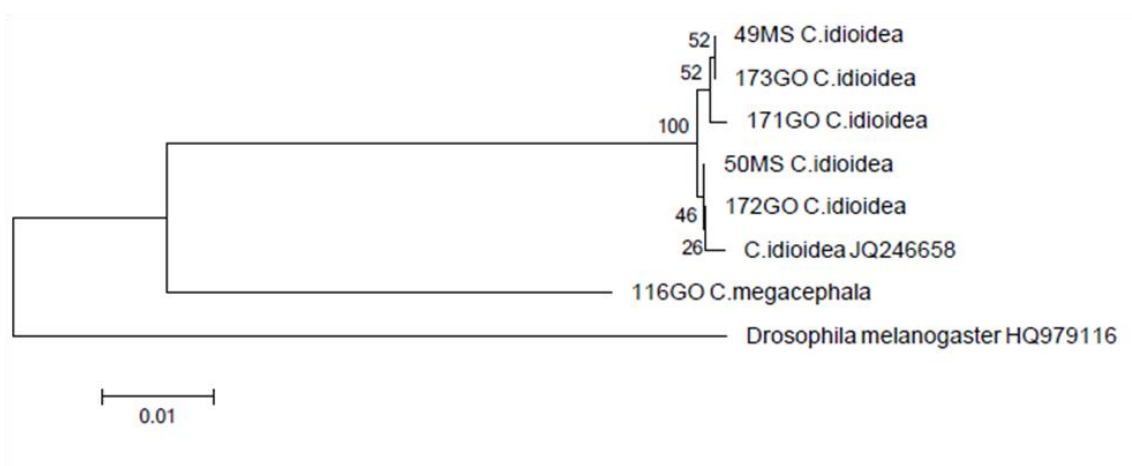 52
49MS C.idioidea
52
173GO C.idioidea
171GO C.idioidea
100
50MS C.idioidea
172GO C.idioidea
46
26
C.idioidea JQ246658
116GO C.megacephala
Drosophila melanogaster HQ979116
0.01